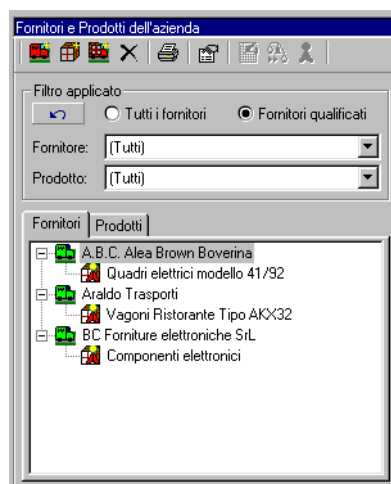 Fornitori e Prodotti dell'azienda
Filtro applicato
Tutti i fornitori Fornitori qualificati
Fornitore: (Tutti)
Prodotto: (Tutti)
Fornitori Prodotti
A.B.C. Alea Brown Boverina
Quadri elettrici modello 41/92
Araldo Trasporti
Vagoni Ristorante Tipo AKX32
BC Forniture elettroniche SrL
Componenti elettronici